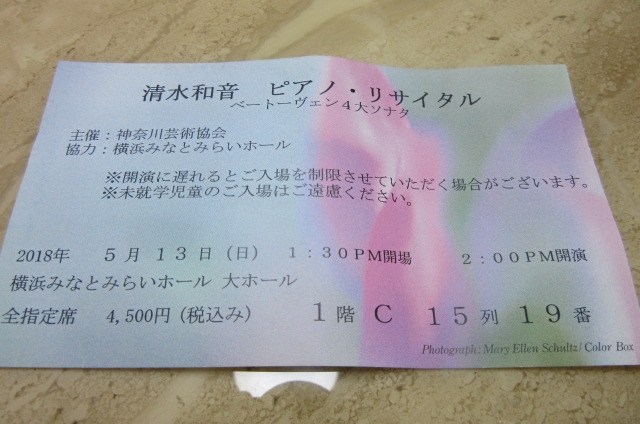 清水和音　ピアノ・リサイタル
ベートーヴェン4大ソナタ
主催：神奈川芸術協会
協力：横浜みなとみらいホール
※開演に遅れるとご入場を制限させていただく場合がございます。
※未就学児童のご入場はご遠慮ください。
2018年　５月１３日（日）　１：３０PM開場　２：００PM開演
横浜みなとみらいホール 大ホール
全指定席　4,500円（税込み）　１階 C １５列 １９番
Photograph: Mary Ellen Schultz/Color Box